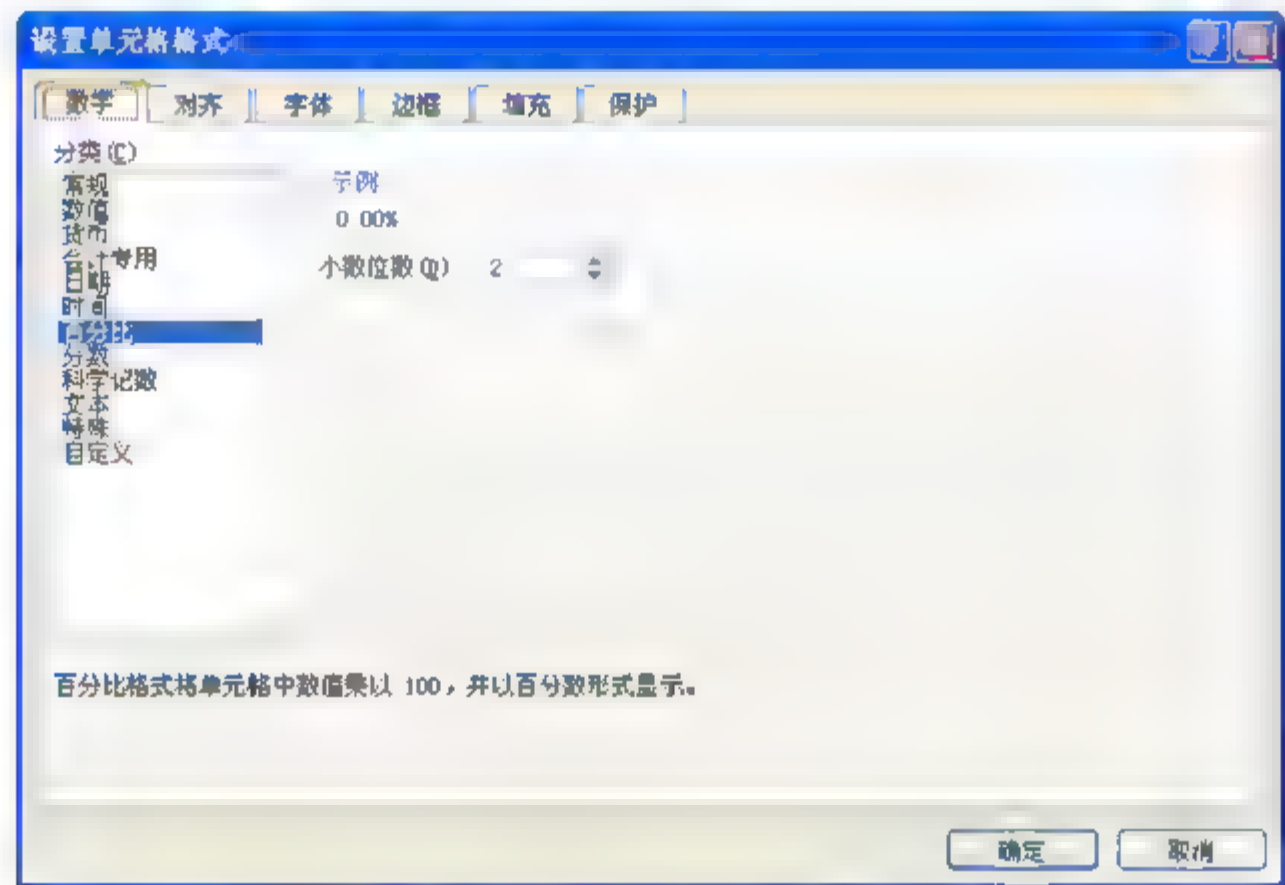 设置单元格格式
数字 对齐 字体 边框 填充 保护
分类(C)
常规
数值
货币
会计专用
日期
时间
百分比
分数
科学记数
文本
特殊
自定义
示例
0.00%
小数位数(D) 2
百分比格式将单元格中数值乘以 100，并以百分数形式显示。
确定 取消